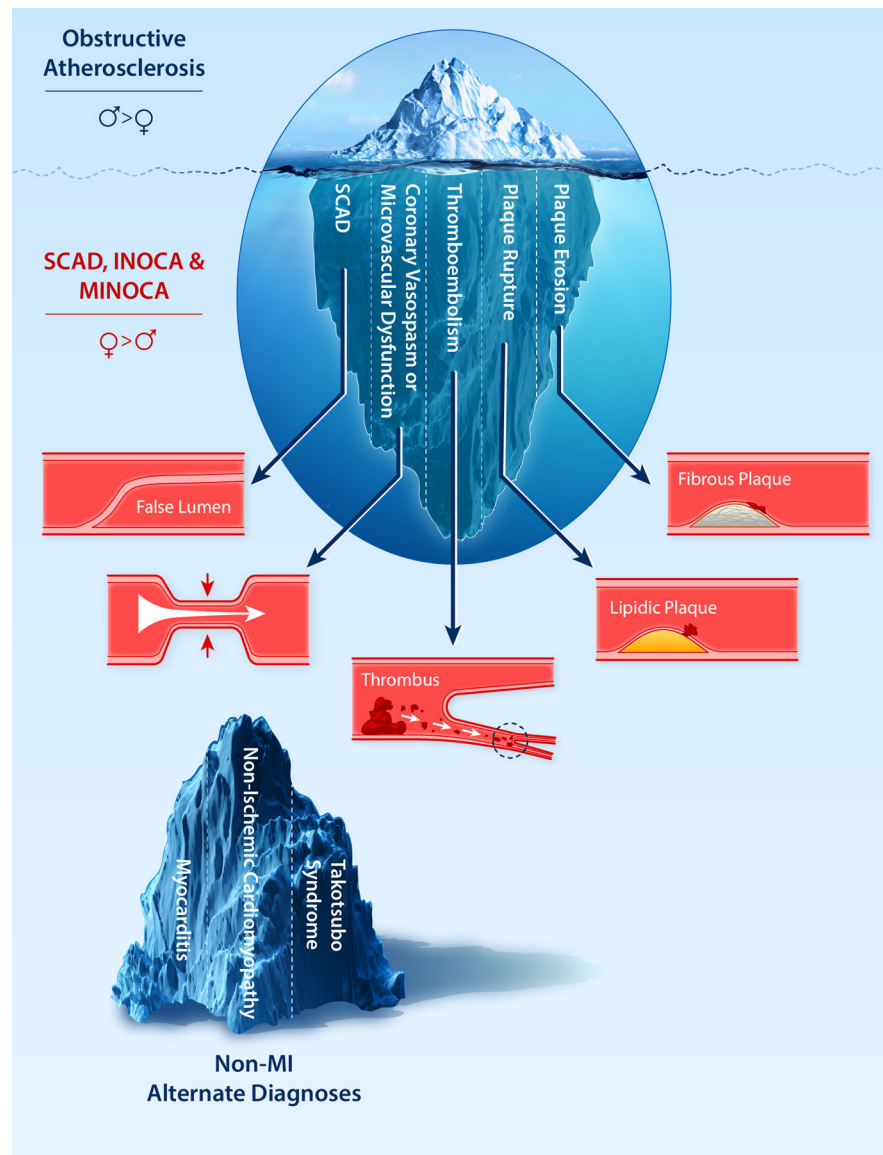 Obstructive
Atherosclerosis
♂>♀
SCAD, INOCA &
MINOCA
♀>♂
SCAD
Coronary Vasospasm or
Microvascular Dysfunction
Thromboembolism
Plaque Rupture
Plaque Erosion
False Lumen
Fibrous Plaque
Lipidic Plaque
Thrombus
Myocarditis
Non-Ischemic Cardiomyopathy
Takotsubo
Syndrome
Non-MI
Alternate Diagnoses